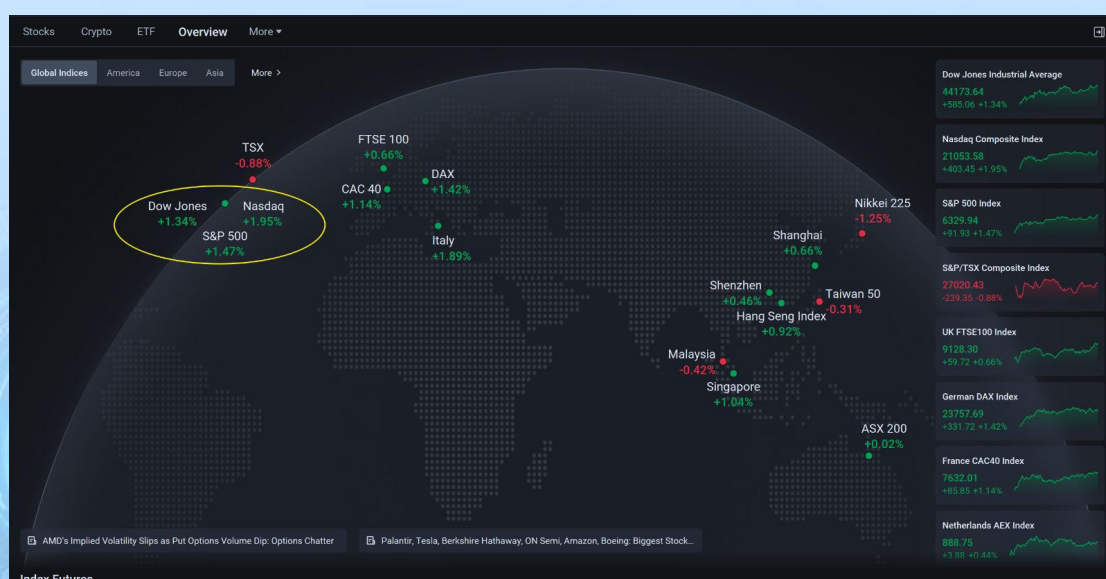 Stocks Crypto ETF Overview More
Global Indices America Europe Asia More >
TSX
-0.88%
Dow Jones
+1.34%
Nasdaq
+1.95%
S&P 500
+1.47%
FTSE 100
+0.66%
CAC 40
+1.14%
DAX
+1.42%
Italy
+1.89%
Nikkei 225
-1.25%
Shanghai
+0.66%
Shenzhen
+0.46%
Taiwan 50
-0.31%
Hang Seng Index
+0.92%
Malaysia
-0.42%
Singapore
+1.04%
ASX 200
+0.02%
Dow Jones Industrial Average
44173.64
+585.06 +1.34%
Nasdaq Composite Index
21053.58
+403.45 +1.95%
S&P 500 Index
6329.94
+91.93 +1.47%
S&P/TSX Composite Index
27020.43
-239.35 -0.88%
UK FTSE100 Index
9128.30
+59.72 +0.66%
German DAX Index
23757.69
+331.72 +1.42%
France CAC40 Index
7632.01
+85.85 +1.14%
Netherlands AEX Index
888.75
+3.88 +0.44%
AMD's Implied Volatility Slips as Put Options Volume Dip: Options Chatter
Palantir, Tesla, Berkshire Hathaway, ON Semi, Amazon, Boeing: Biggest Stock...
Index Futures